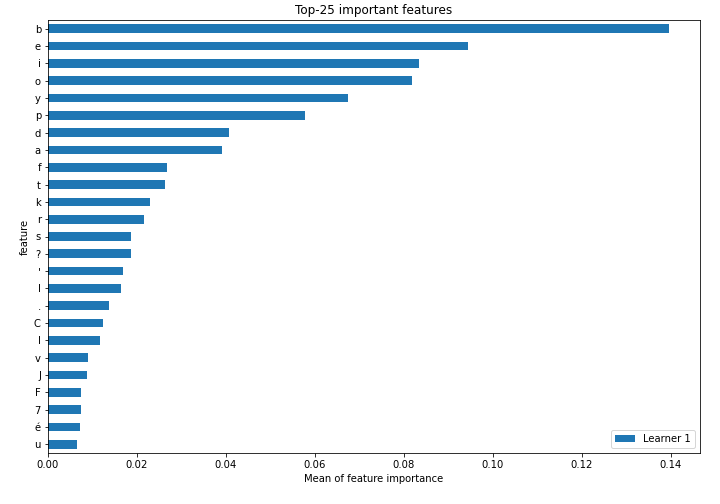 Top-25 important features
b
e
i
o
y
p
d
a
f
t
k
r
s
?
'
l
.
C
I
v
J
F
7
é
u
feature
0.00 0.02 0.04 0.06 0.08 0.10 0.12 0.14
Mean of feature importance
Learner 1